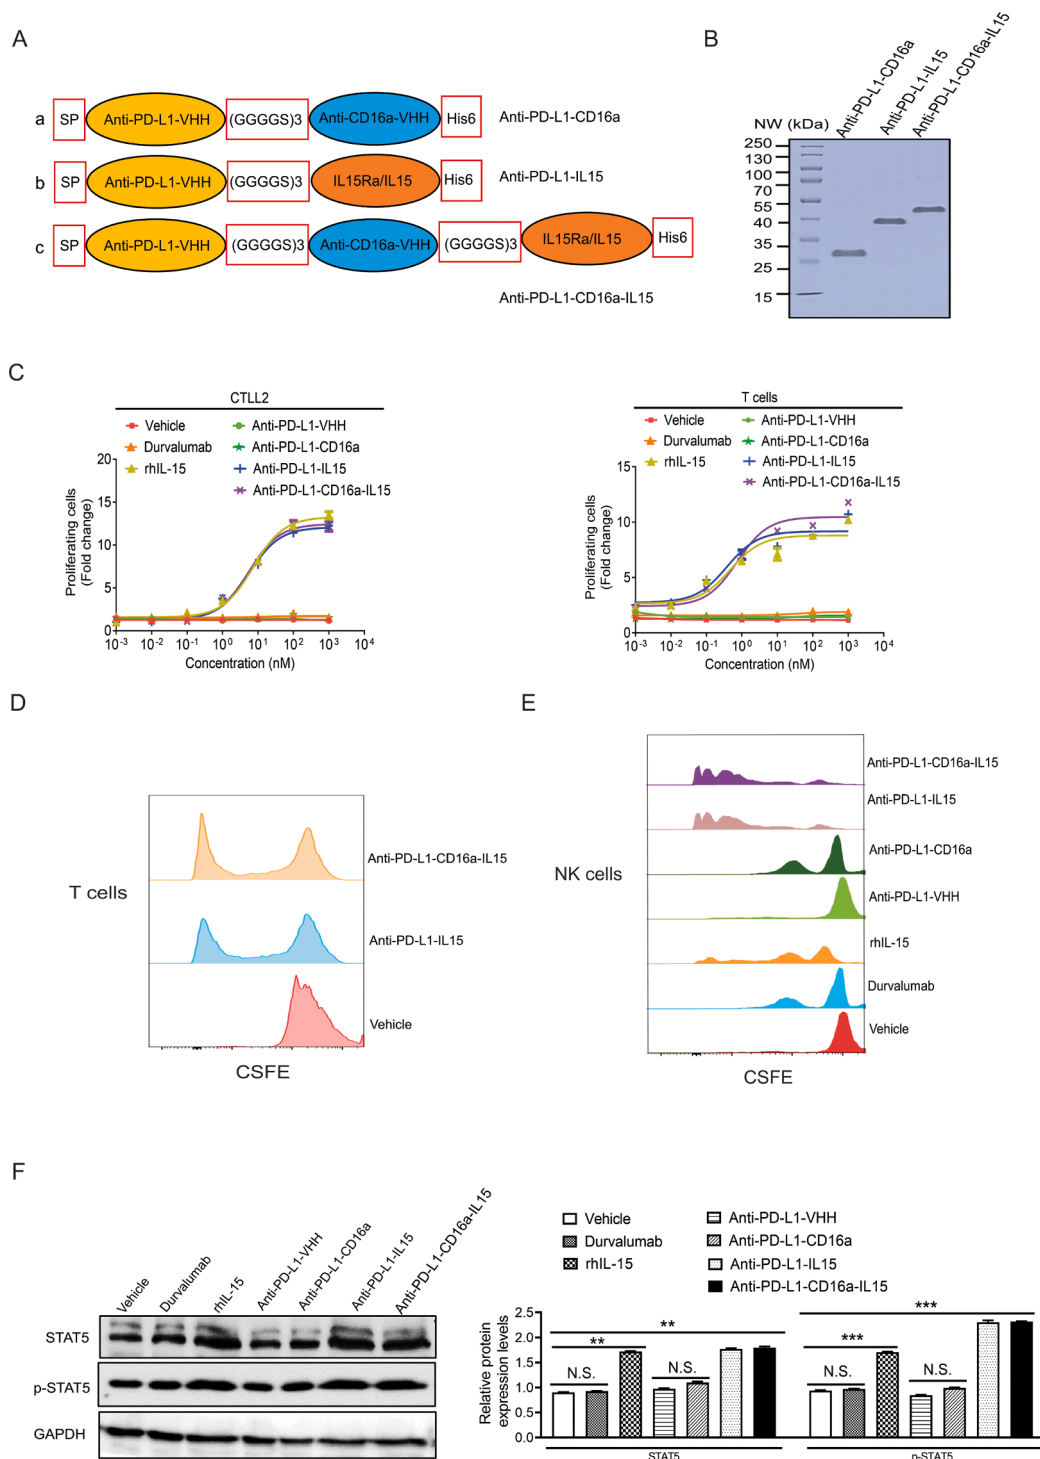 A
a SP Anti-PD-L1-VHH (GGGGS)3 Anti-CD16a-VHH His6 Anti-PD-L1-CD16a
b SP Anti-PD-L1-VHH (GGGGS)3 IL15Ra/IL15 His6 Anti-PD-L1-IL15
c SP Anti-PD-L1-VHH (GGGGS)3 Anti-CD16a-VHH (GGGGS)3 IL15Ra/IL15 His6
Anti-PD-L1-CD16a-IL15
B
Anti-PD-L1-CD16a
Anti-PD-L1-IL15
Anti-PD-L1-CD16a-IL15
NW (kDa)
250
130
100
70
55
40
35
25
15
C
CTLL2
Vehicle
Durvalumab
rhIL-15
Anti-PD-L1-VHH
Anti-PD-L1-CD16a
Anti-PD-L1-IL15
Anti-PD-L1-CD16a-IL15
Proliferating cells
(Fold change)
20
15
10
5
0
10-3 10-2 10-1 100 101 102 103 104
Concentration (nM)
T cells
Vehicle
Durvalumab
rhIL-15
Anti-PD-L1-VHH
Anti-PD-L1-CD16a
Anti-PD-L1-IL15
Anti-PD-L1-CD16a-IL15
Proliferating cells
(Fold change)
15
10
5
0
10-3 10-2 10-1 100 101 102 103 104
Concentration (nM)
D
T cells
Anti-PD-L1-CD16a-IL15
Anti-PD-L1-IL15
Vehicle
CSFE
E
NK cells
Anti-PD-L1-CD16a-IL15
Anti-PD-L1-IL15
Anti-PD-L1-CD16a
Anti-PD-L1-VHH
rhIL-15
Durvalumab
Vehicle
CSFE
F
Vehicle
Durvalumab
rhIL-15
Anti-PD-L1-VHH
Anti-PD-L1-CD16a
Anti-PD-L1-IL15
Anti-PD-L1-CD16a-IL15
STAT5
p-STAT5
GAPDH
Vehicle
Durvalumab
rhIL-15
Anti-PD-L1-VHH
Anti-PD-L1-CD16a
Anti-PD-L1-IL15
Anti-PD-L1-CD16a-IL15
Relative protein
expression levels
2.5
2.0
1.5
1.0
0.5
0.0
**
**
N.S.
N.S.
***
***
N.S.
N.S.
STAT5
p-STAT5